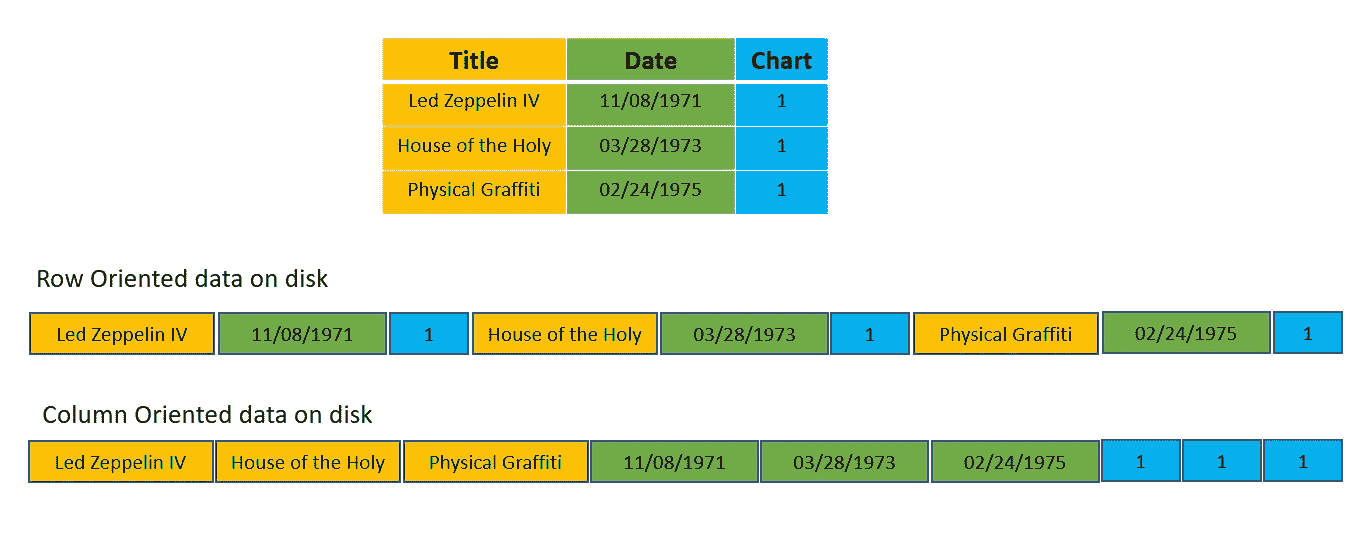 Title Date Chart
Led Zeppelin IV 11/08/1971 1
House of the Holy 03/28/1973 1
Physical Graffiti 02/24/1975 1
Row Oriented data on disk
Led Zeppelin IV 11/08/1971 1 House of the Holy 03/28/1973 1 Physical Graffiti 02/24/1975 1
Column Oriented data on disk
Led Zeppelin IV House of the Holy Physical Graffiti 11/08/1971 03/28/1973 02/24/1975 1 1 1